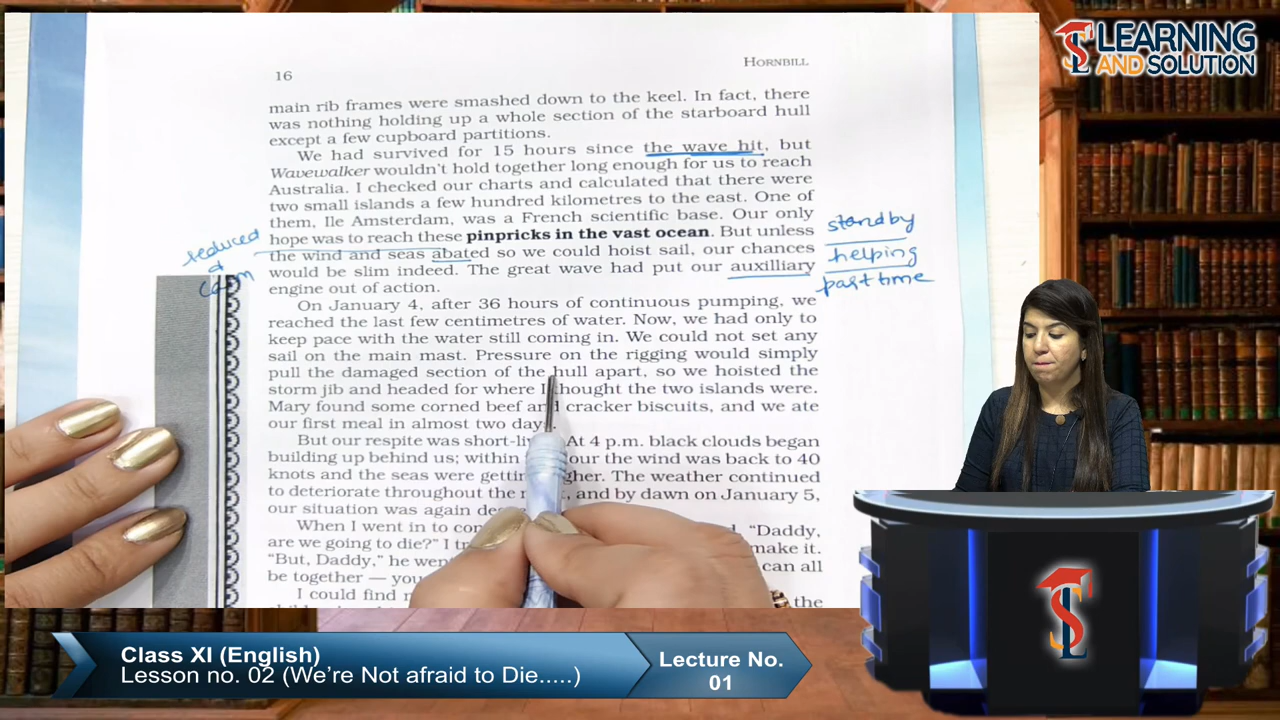 LEARNING
AND SOLUTION
16
HORNBILL
main rib frames were smashed down to the keel. In fact, there
was nothing holding up a whole section of the starboard hull
except a few cupboard partitions.
We had survived for 15 hours since the wave hit, but
Wavewalker wouldn't hold together long enough for us to reach
Australia. I checked our charts and calculated that there were
two small islands a few hundred kilometres to the east. One of
them, Ile Amsterdam, was a French scientific base. Our only
hope was to reach these pinpricks in the vast ocean. But unless
the wind and seas abated so we could hoist sail, our chances
would be slim indeed. The great wave had put our auxilliary
engine out of action.
reduced
standby
helping
part time
On January 4, after 36 hours of continuous pumping, we
reached the last few centimetres of water. Now, we had only to
keep pace with the water still coming in. We could not set any
sail on the main mast. Pressure on the rigging would simply
pull the damaged section of the hull apart, so we hoisted the
storm jib and headed for where I thought the two islands were.
Mary found some corned beef and cracker biscuits, and we ate
our first meal in almost two days.
But our respite was short-li At 4 p.m. black clouds began
building up behind us; within our the wind was back to 40
knots and the seas were getting gher. The weather continued
to deteriorate throughout the , and by dawn on January 5,
our situation was again
When I went in to "Daddy,
are we going to die?" I make it.
"But, Daddy," he can all
be together —
I could find the
Class XI (English)
Lesson no. 02 (We're Not afraid to Die.....)
Lecture No.
01